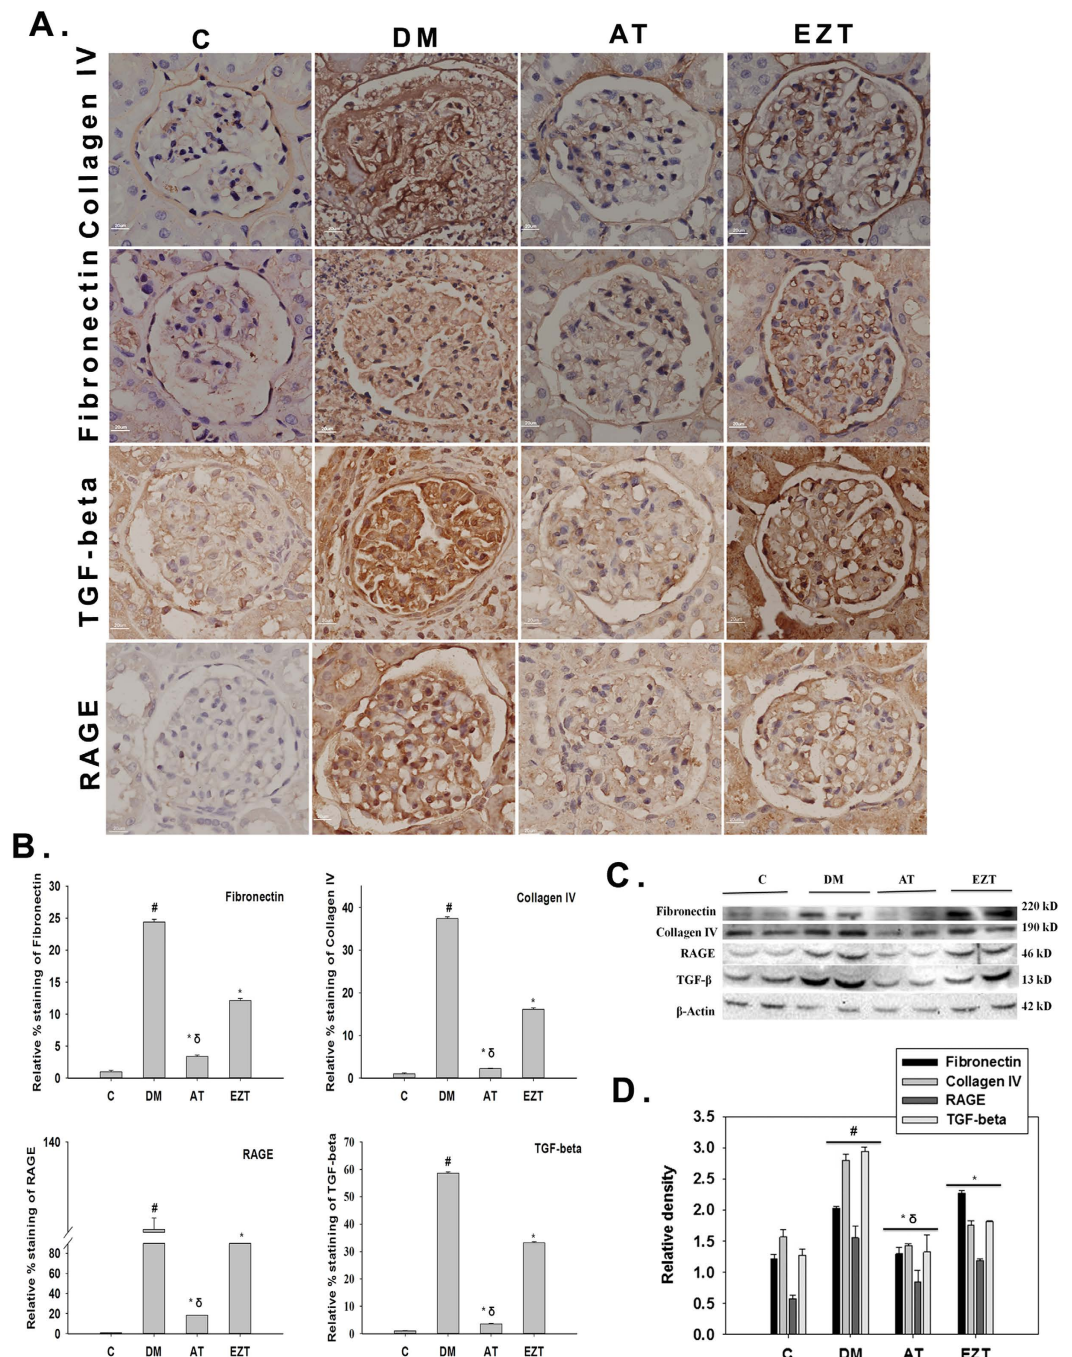 A.
C DM AT EZT
Collagen IV
Fibronectin
TGF-beta
RAGE
B.
Relative % staining of Fibronectin
30
25
20
15
10
5
0
Fibronectin
#
* δ
*
C DM AT EZT
Relative % staining of Collagen IV
40
30
20
10
0
Collagen IV
#
* δ
*
C DM AT EZT
Relative % staining of RAGE
140
80
60
40
20
0
RAGE
#
* δ
*
C DM AT EZT
Relative % statining of TGF-beta
70
60
50
40
30
20
10
0
TGF-beta
#
* δ
*
C DM AT EZT
C.
C DM AT EZT
Fibronectin 220 kD
Collagen IV 190 kD
RAGE 46 kD
TGF-β 13 kD
β-Actin 42 kD
D.
Fibronectin
Collagen IV
RAGE
TGF-beta
Relative density
3.5
3.0
2.5
2.0
1.5
1.0
0.5
0.0
#
* δ
*
C DM AT EZT